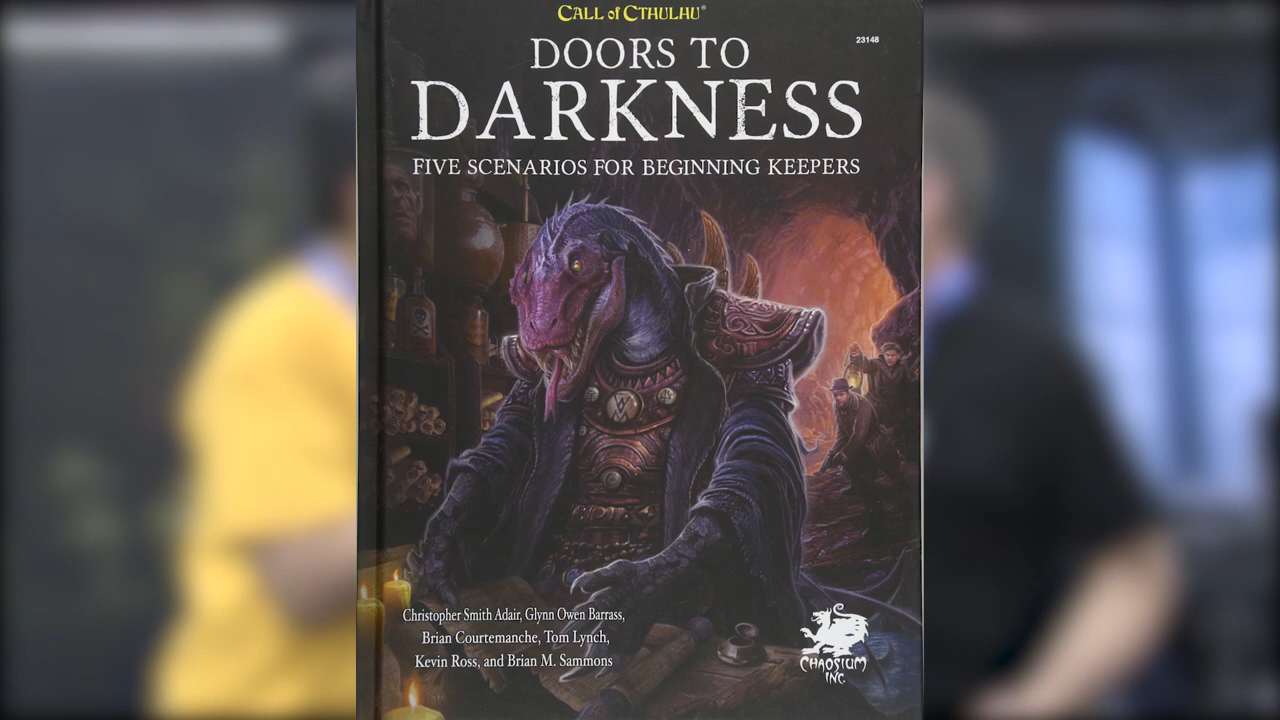 CALL of CTHULHU®
23148
DOORS TO
DARKNESS
FIVE SCENARIOS FOR BEGINNING KEEPERS
Christopher Smith Adair, Glynn Owen Barrass,
Brian Courtemanche, Tom Lynch,
Kevin Ross, and Brian M. Sammons
CHAOSIUM
INC.